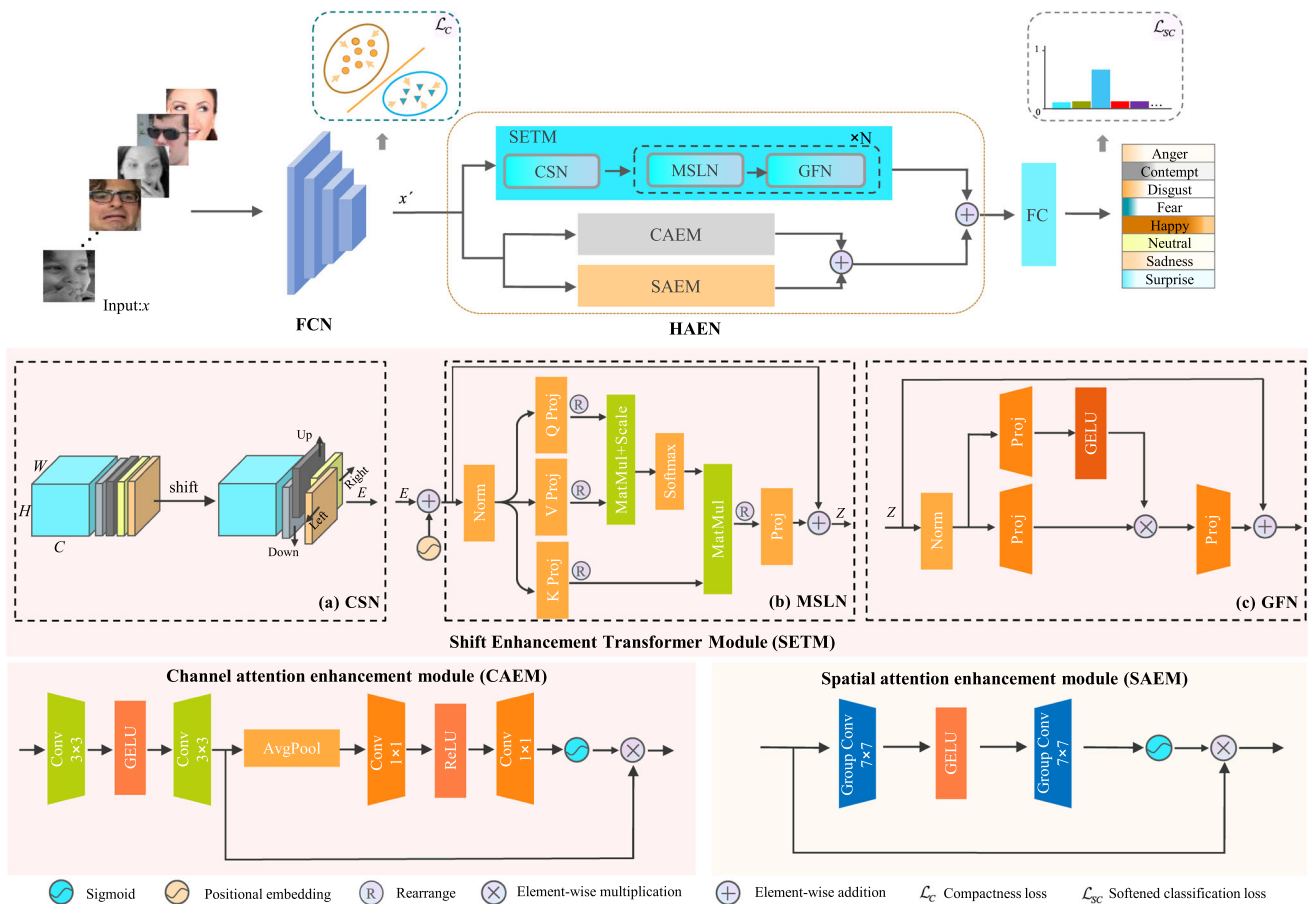 ℒC
ℒSC
1
0
...
Input:x
FCN
x′
SETM
×N
CSN
MSLN
GFN
CAEM
SAEM
HAEN
FC
Anger
Contempt
Disgust
Fear
Happy
Neutral
Sadness
Surprise
W
H
C
shift
Up
Right
Left
Down
E
(a) CSN
E
Norm
Q Proj
V Proj
K Proj
R
R
R
MatMul+Scale
Softmax
MatMul
R
Proj
Z
(b) MSLN
Z
Norm
Proj
Proj
GELU
Proj
(c) GFN
Shift Enhancement Transformer Module (SETM)
Channel attention enhancement module (CAEM)
Conv
3×3
GELU
Conv
3×3
AvgPool
Conv
1×1
ReLU
Conv
1×1
Spatial attention enhancement module (SAEM)
Group Conv
7×7
GELU
Group Conv
7×7
Sigmoid
Positional embedding
R Rearrange
Element-wise multiplication
Element-wise addition
ℒC Compactness loss
ℒSC Softened classification loss